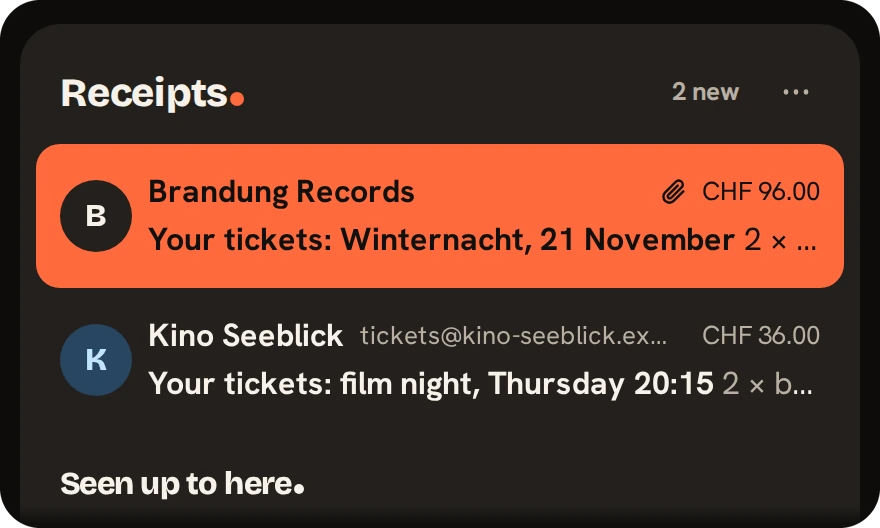 Receipts.
2 new ...
B
Brandung Records CHF 96.00
Your tickets: Winternacht, 21 November 2 × ...
K
Kino Seeblick tickets@kino-seeblick.ex... CHF 36.00
Your tickets: film night, Thursday 20:15 2 × b...
Seen up to here.